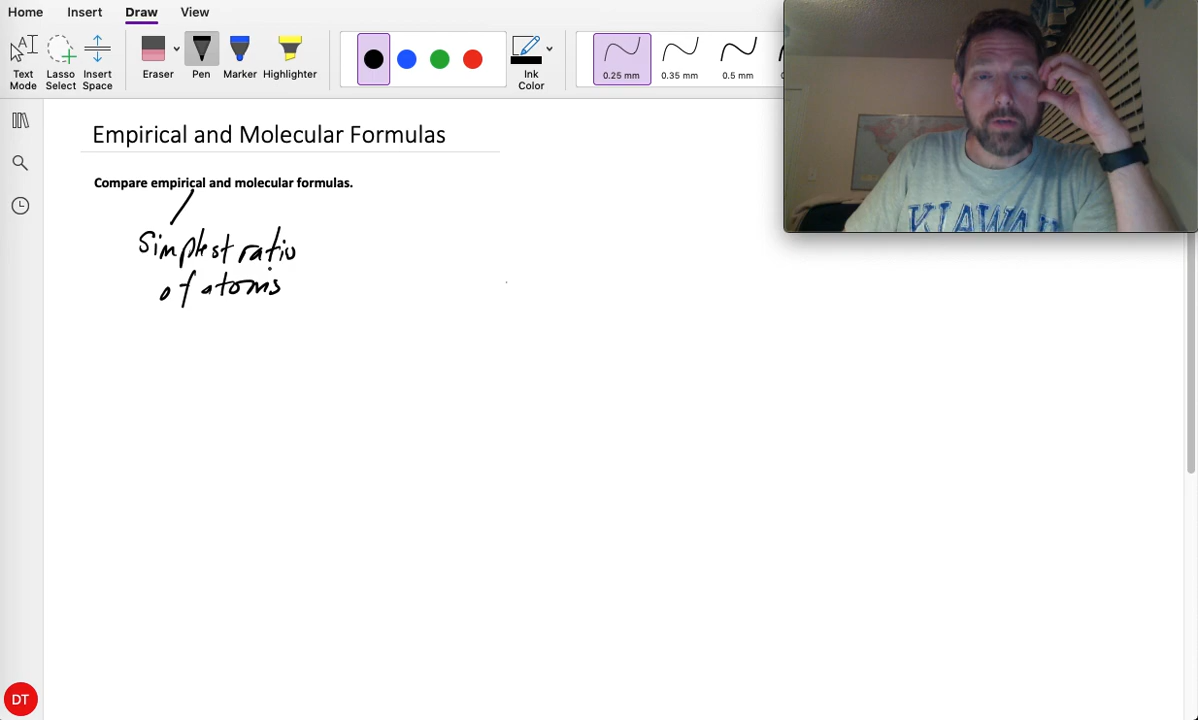 Home Insert Draw View
Text Mode
Lasso Select
Insert Space
Eraser
Pen
Marker
Highlighter
Ink Color
0.25 mm
0.35 mm
0.5 mm
Empirical and Molecular Formulas
Compare empirical and molecular formulas.
Simplest ratio
of atoms
KIAWAH
DT